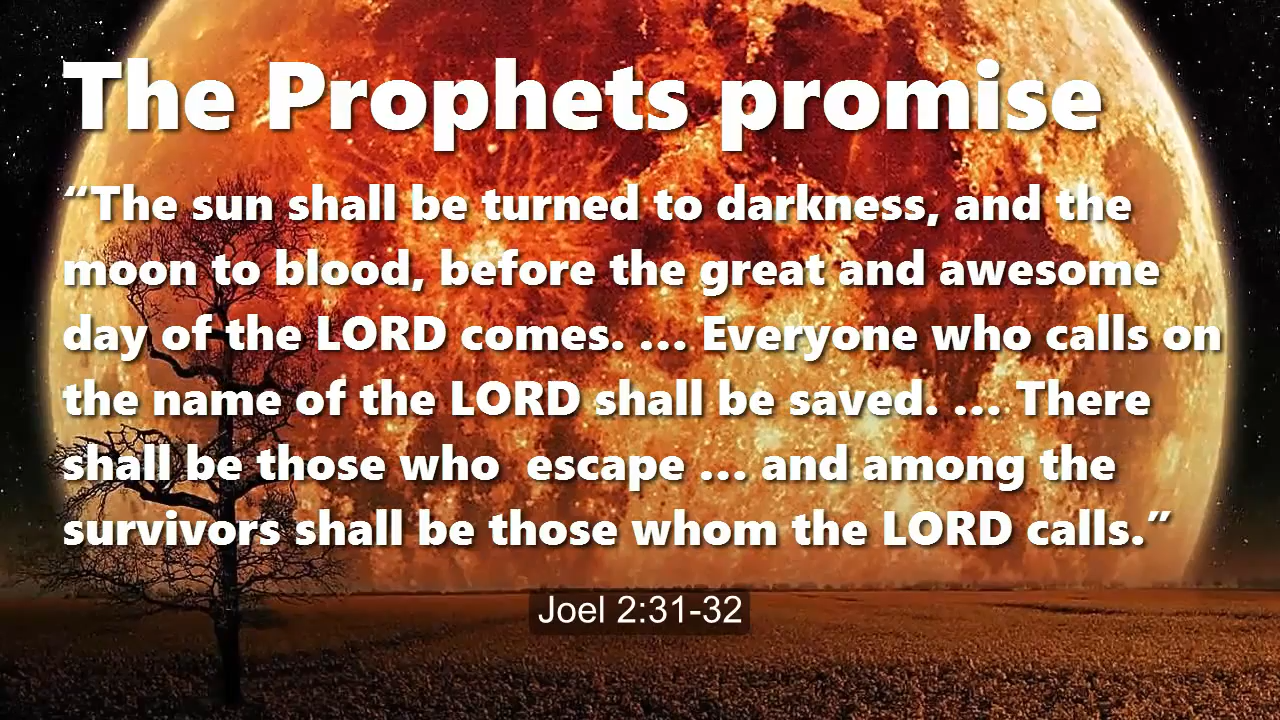 The Prophets promise
“The sun shall be turned to darkness, and the
moon to blood, before the great and awesome
day of the LORD comes. ... Everyone who calls on
the name of the LORD shall be saved. ... There
shall be those who  escape ... and among the
survivors shall be those whom the LORD calls.”
Joel 2:31-32